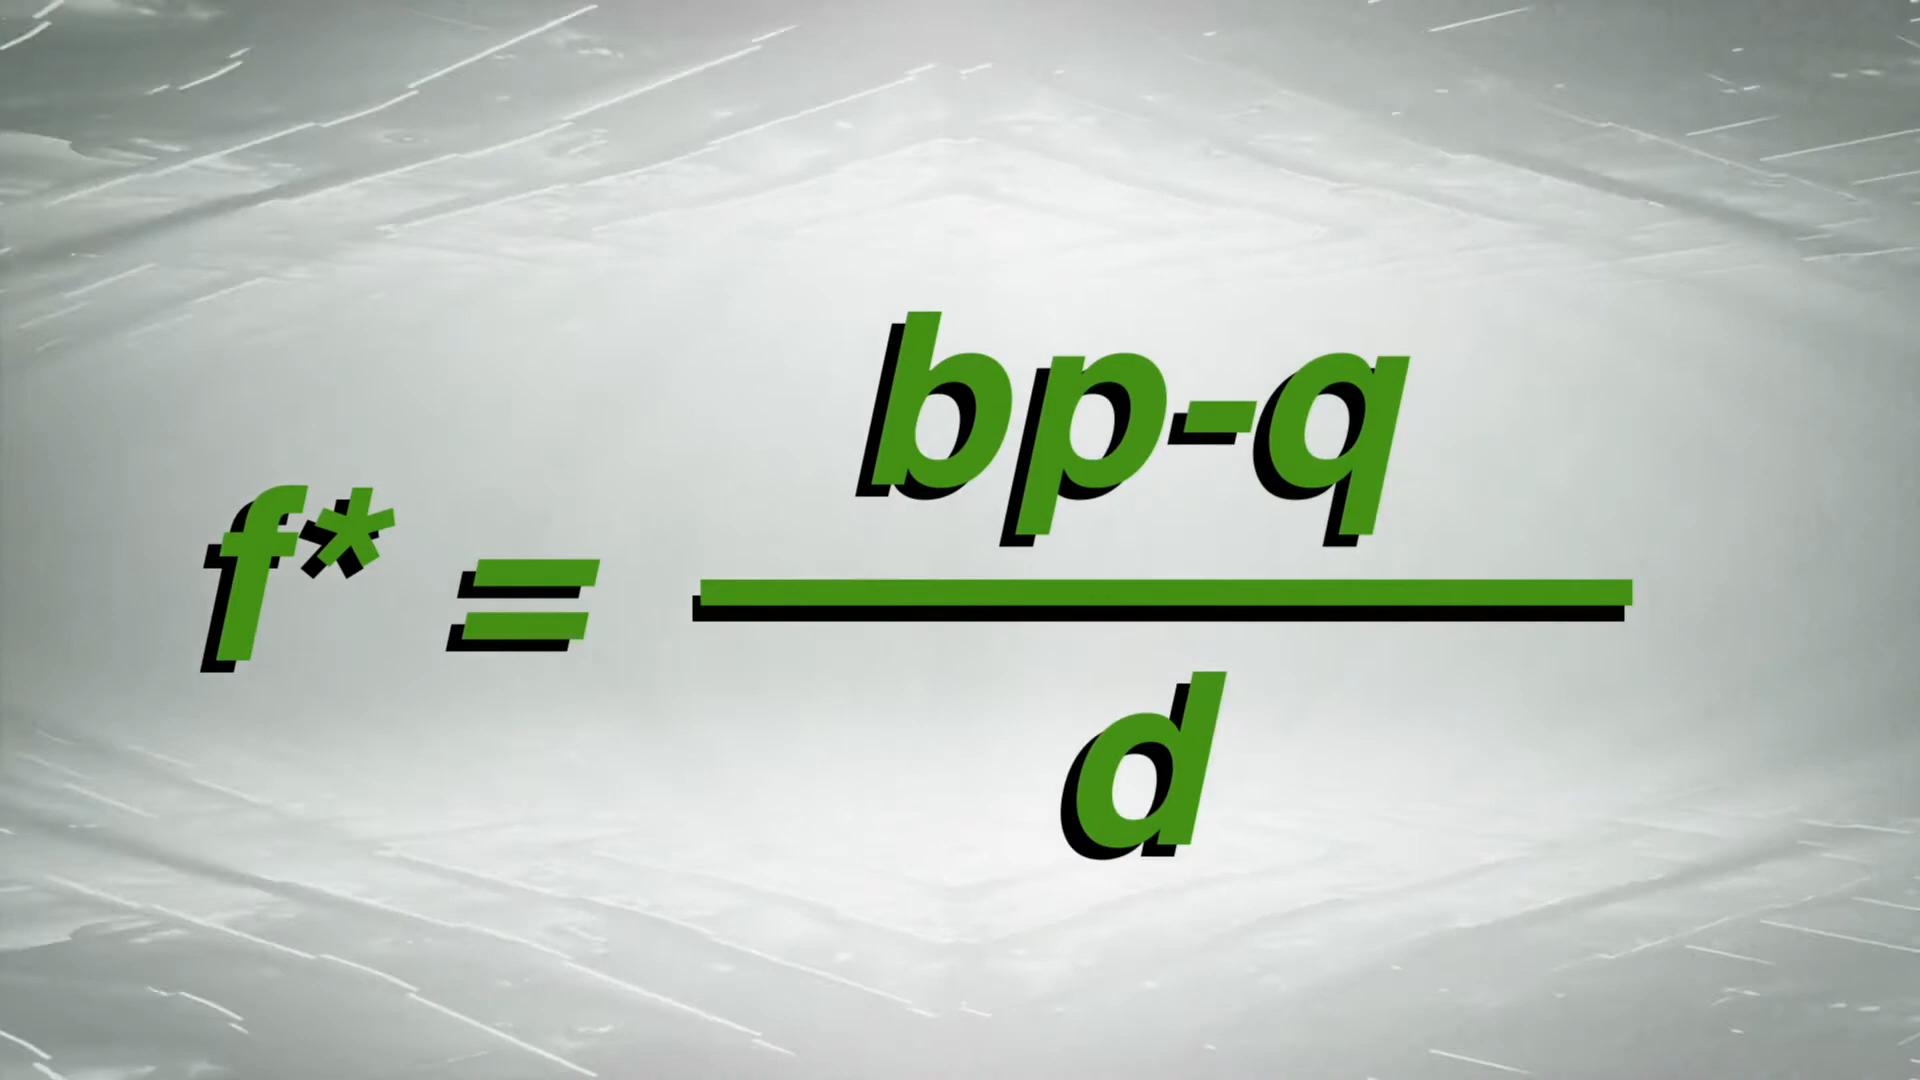 bp-q
f* =
d